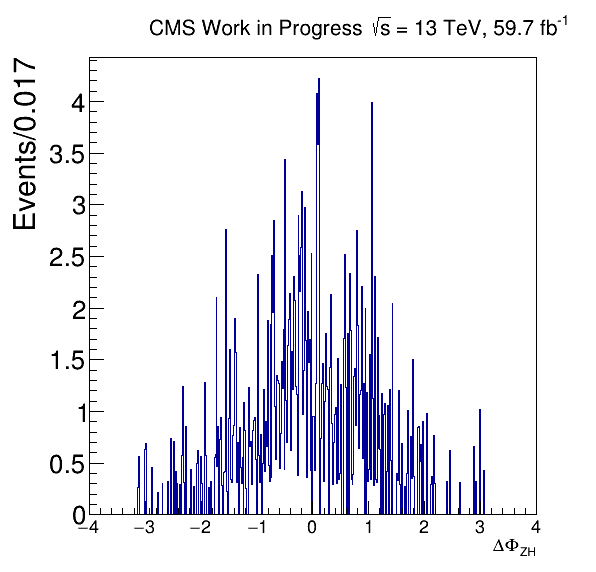 CMS Work in Progress √s = 13 TeV, 59.7 fb⁻¹
Events/0.017
4
3.5
3
2.5
2
1.5
1
0.5
0
−4 −3 −2 −1 0 1 2 3 4
ΔΦ_ZH